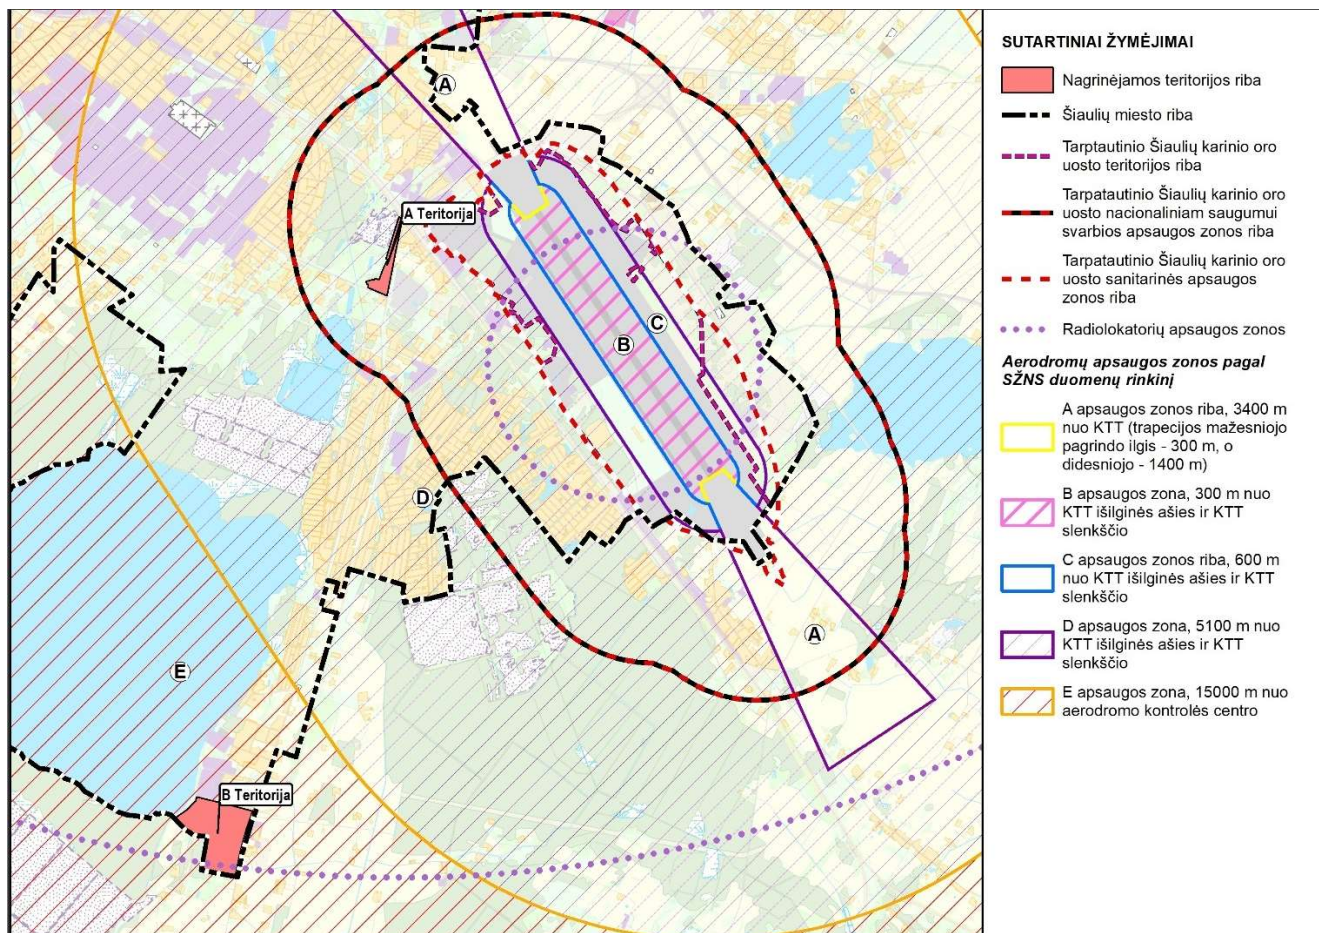 A
A Teritorija
C
B
D
A
E
B Teritorija
SUTARTINIAI ŽYMĖJIMAI
Nagrinėjamos teritorijos riba
Šiaulių miesto riba
Tarptautinio Šiaulių karinio oro
uosto teritorijos riba
Tarpatautinio Šiaulių karinio oro
uosto nacionaliniam saugumui
svarbios apsaugos zonos riba
Tarpatautinio Šiaulių karinio oro
uosto sanitarinės apsaugos
zonos riba
Radiolokatorių apsaugos zonos
Aerodromų apsaugos zonos pagal
SŽNS duomenų rinkinį
A apsaugos zonos riba, 3400 m
nuo KTT (trapecijos mažesniojo
pagrindo ilgis - 300 m, o
didesniojo - 1400 m)
B apsaugos zona, 300 m nuo
KTT išilginės ašies ir KTT
slenkščio
C apsaugos zonos riba, 600 m
nuo KTT išilginės ašies ir KTT
slenkščio
D apsaugos zona, 5100 m nuo
KTT išilginės ašies ir KTT
slenkščio
E apsaugos zona, 15000 m nuo
aerodromo kontrolės centro